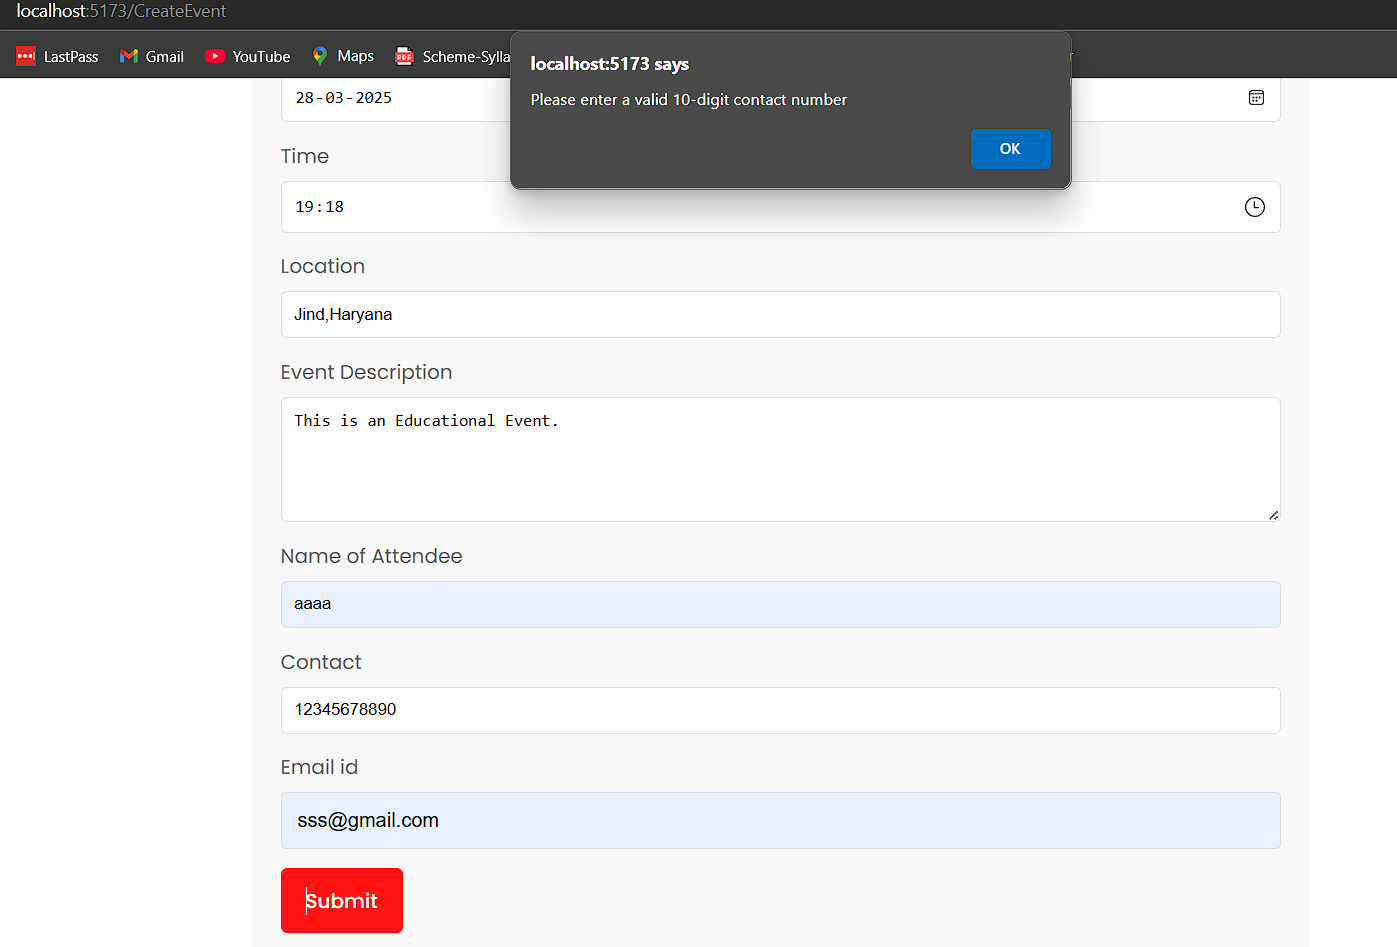 localhost:5173/CreateEvent
LastPass Gmail YouTube Maps PDF Scheme-Sylla
localhost:5173 says
Please enter a valid 10-digit contact number
OK
28-03-2025
Time
19:18
Location
Jind,Haryana
Event Description
This is an Educational Event.
Name of Attendee
aaaa
Contact
12345678890
Email id
sss@gmail.com
Submit